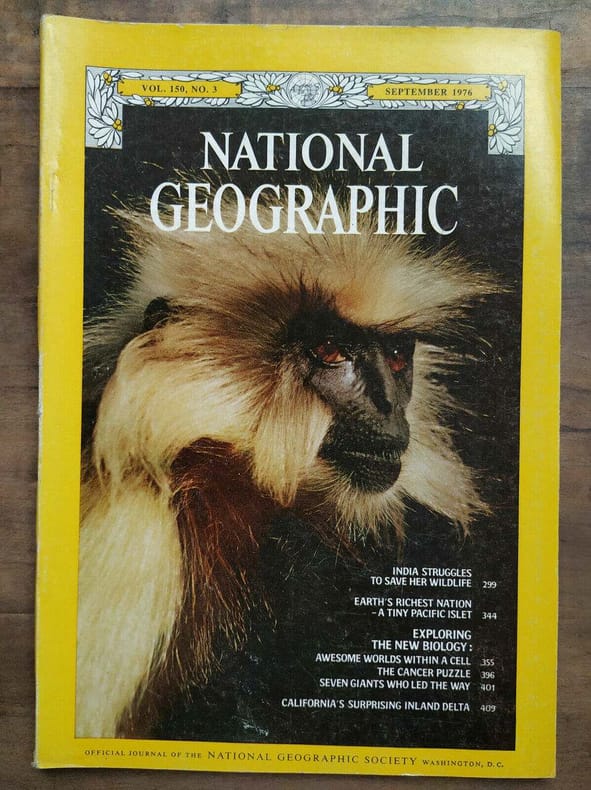 VOL. 150, NO. 3
SEPTEMBER 1976
NATIONAL
GEOGRAPHIC
INDIA STRUGGLES
TO SAVE HER WILDLIFE 299
EARTH'S RICHEST NATION
–A TINY PACIFIC ISLET 344
EXPLORING
THE NEW BIOLOGY:
AWESOME WORLDS WITHIN A CELL 355
THE CANCER PUZZLE 396
SEVEN GIANTS WHO LED THE WAY 401
CALIFORNIA'S SURPRISING INLAND DELTA 409
OFFICIAL JOURNAL OF THE NATIONAL GEOGRAPHIC SOCIETY WASHINGTON, D.C.